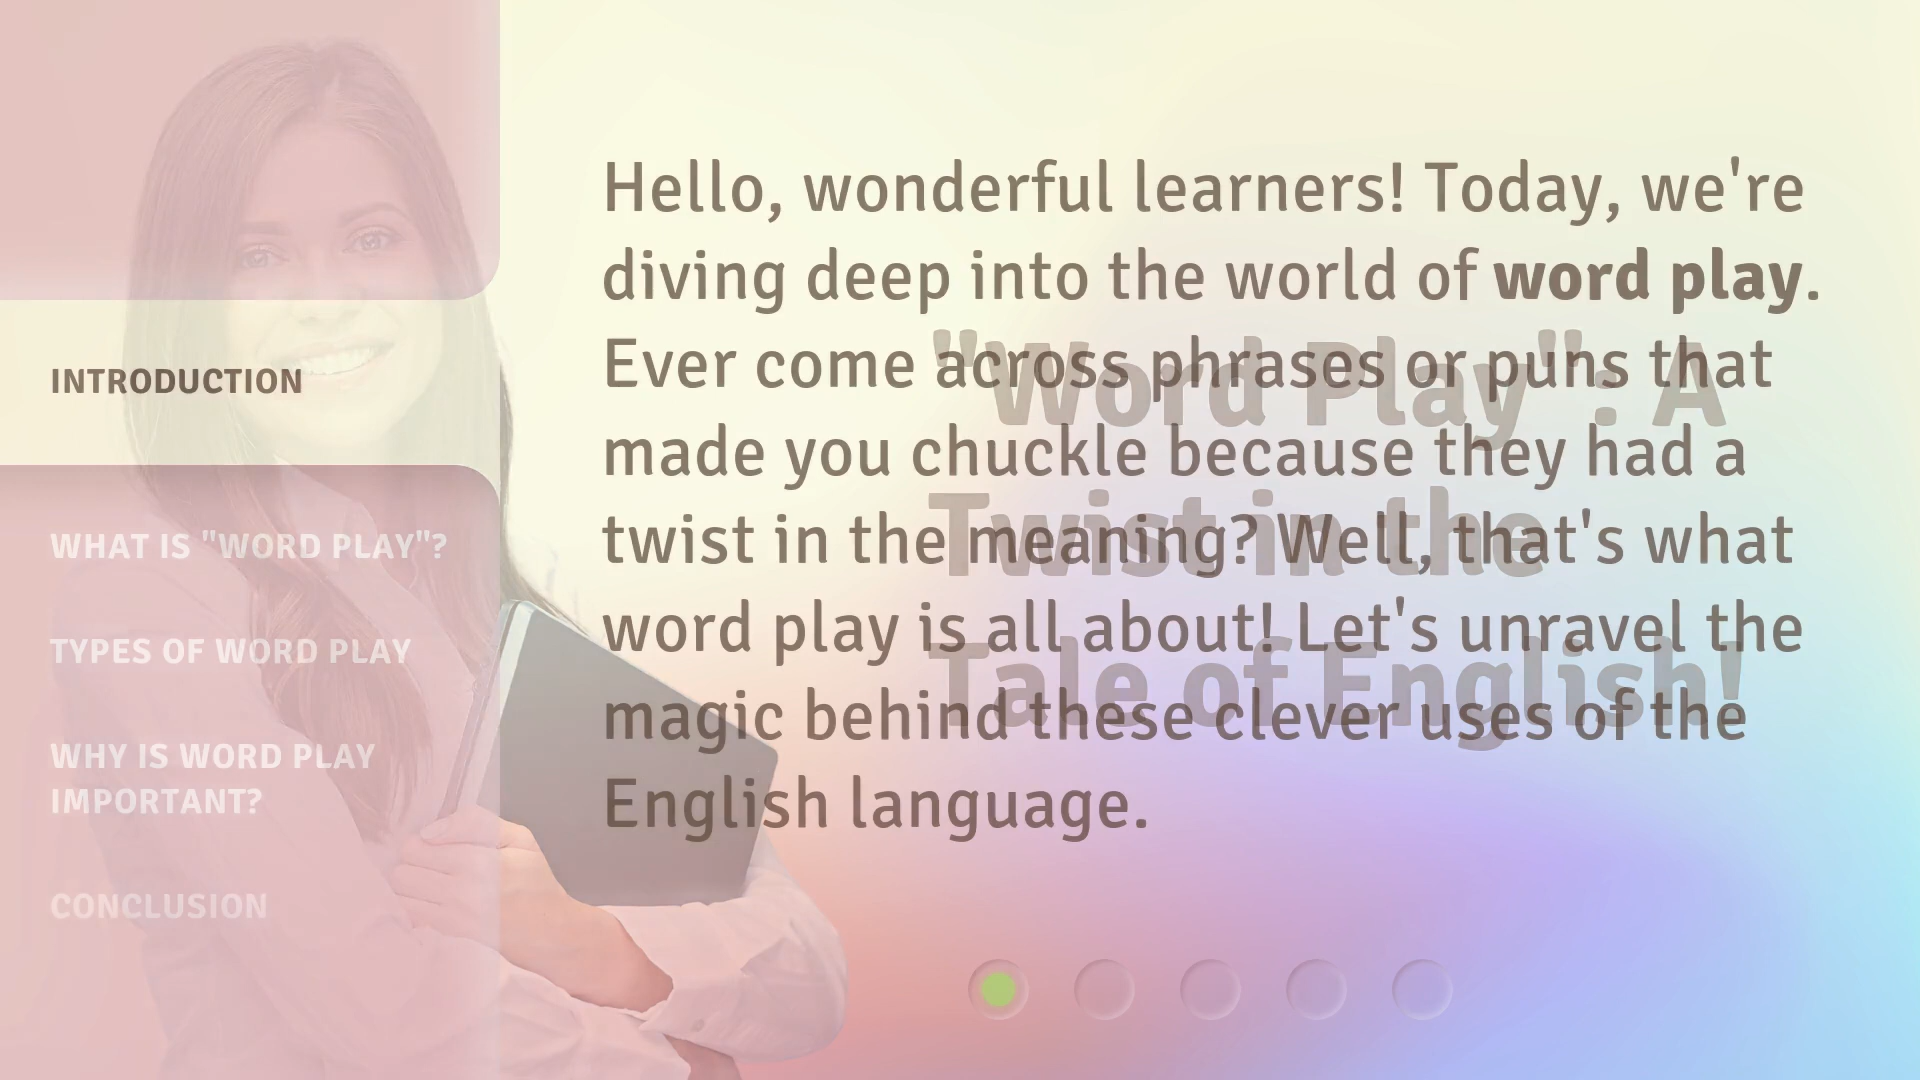 INTRODUCTION
WHAT IS "WORD PLAY"?
TYPES OF WORD PLAY
WHY IS WORD PLAY
IMPORTANT?
CONCLUSION
Hello, wonderful learners! Today, we're
diving deep into the world of word play.
Ever come across phrases or puns that
made you chuckle because they had a
twist in the meaning? Well, that's what
word play is all about! Let's unravel the
magic behind these clever uses of the
English language.
"Word Play": A
Twist in the
Tale of English!